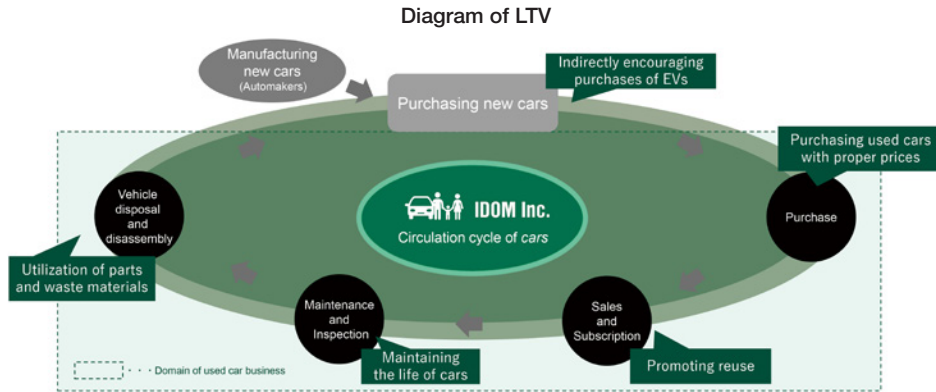 Diagram of LTV
Manufacturing
new cars
(Automakers)
Purchasing new cars
Indirectly encouraging
purchases of EVs
Purchasing used cars
with proper prices
Purchase
Vehicle
disposal
and
disassembly
IDOM Inc.
Circulation cycle of cars
Utilization of parts
and waste materials
Maintenance
and
Inspection
Sales
and
Subscription
Maintaining
the life of cars
Promoting reuse
· · · Domain of used car business